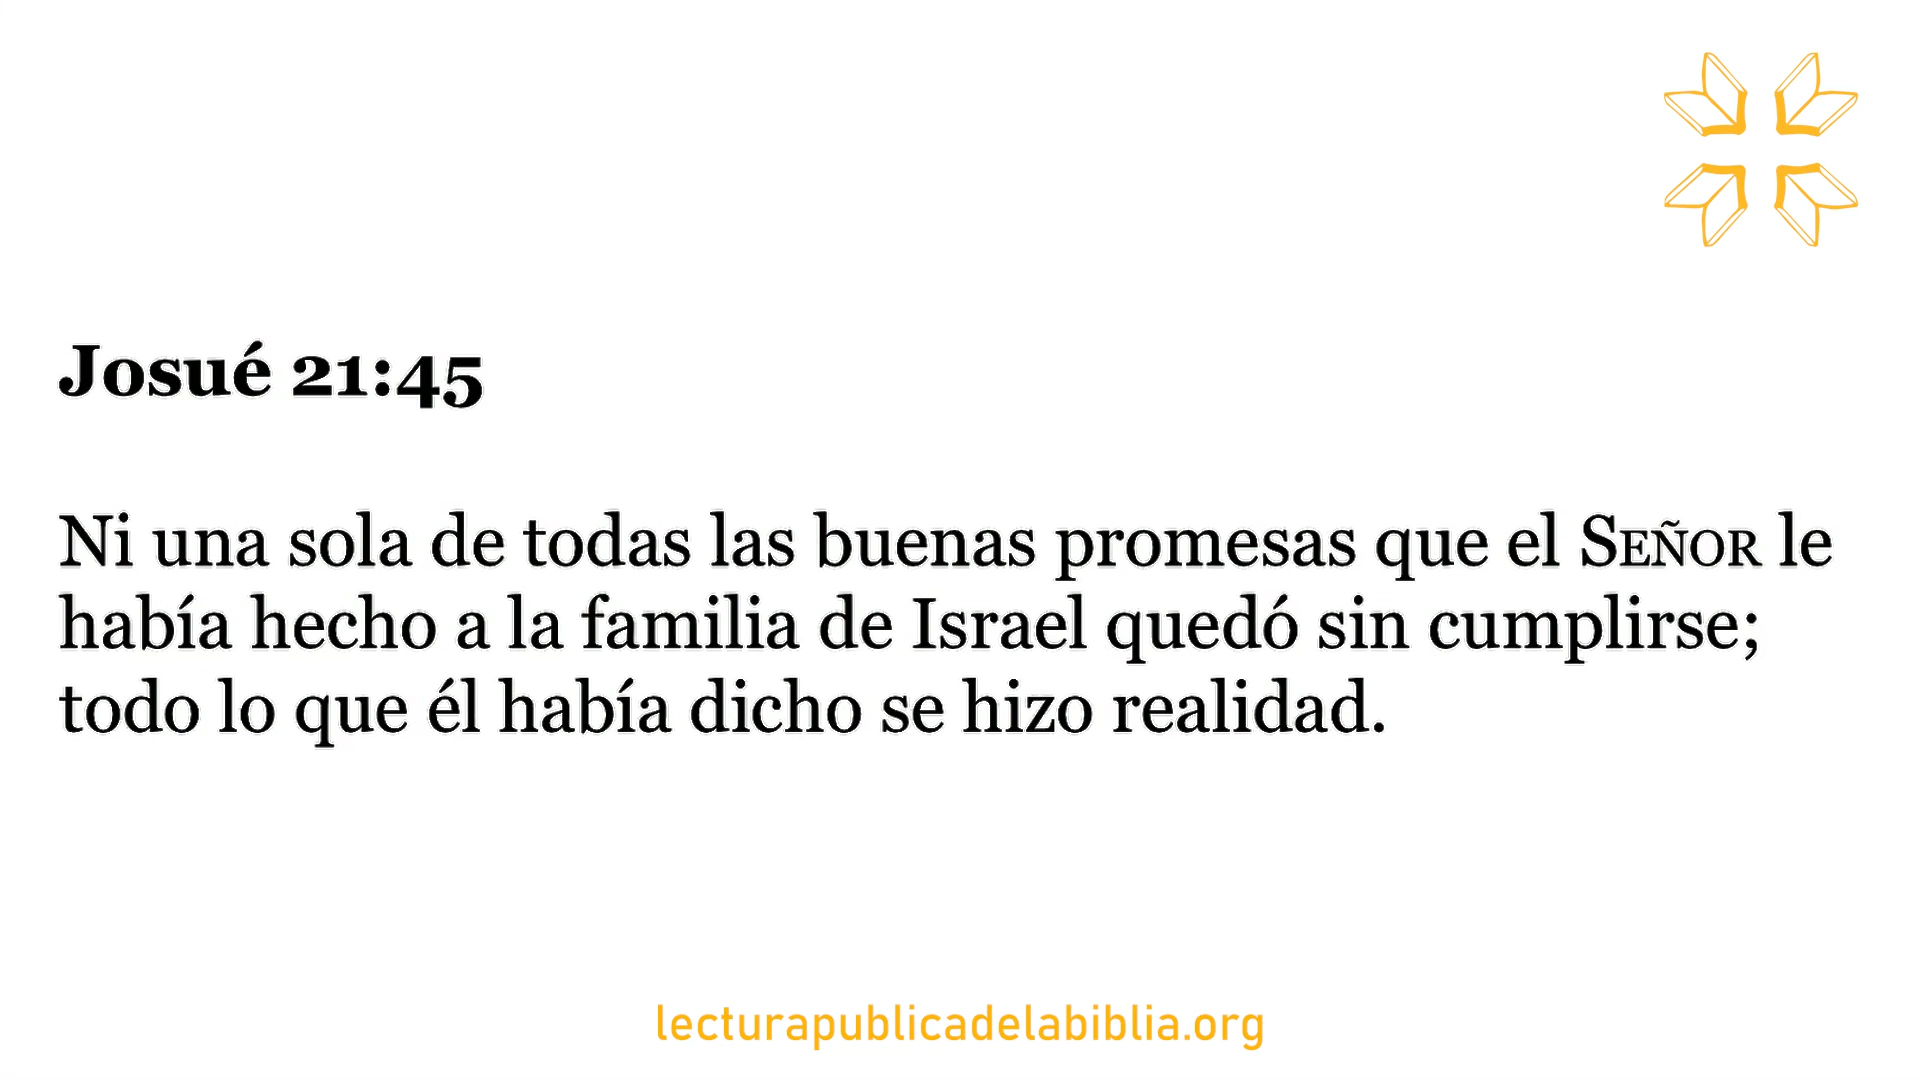 Josué 21:45
Ni una sola de todas las buenas promesas que el SEÑOR le
había hecho a la familia de Israel quedó sin cumplirse;
todo lo que él había dicho se hizo realidad.
lecturapublicadelabiblia.org